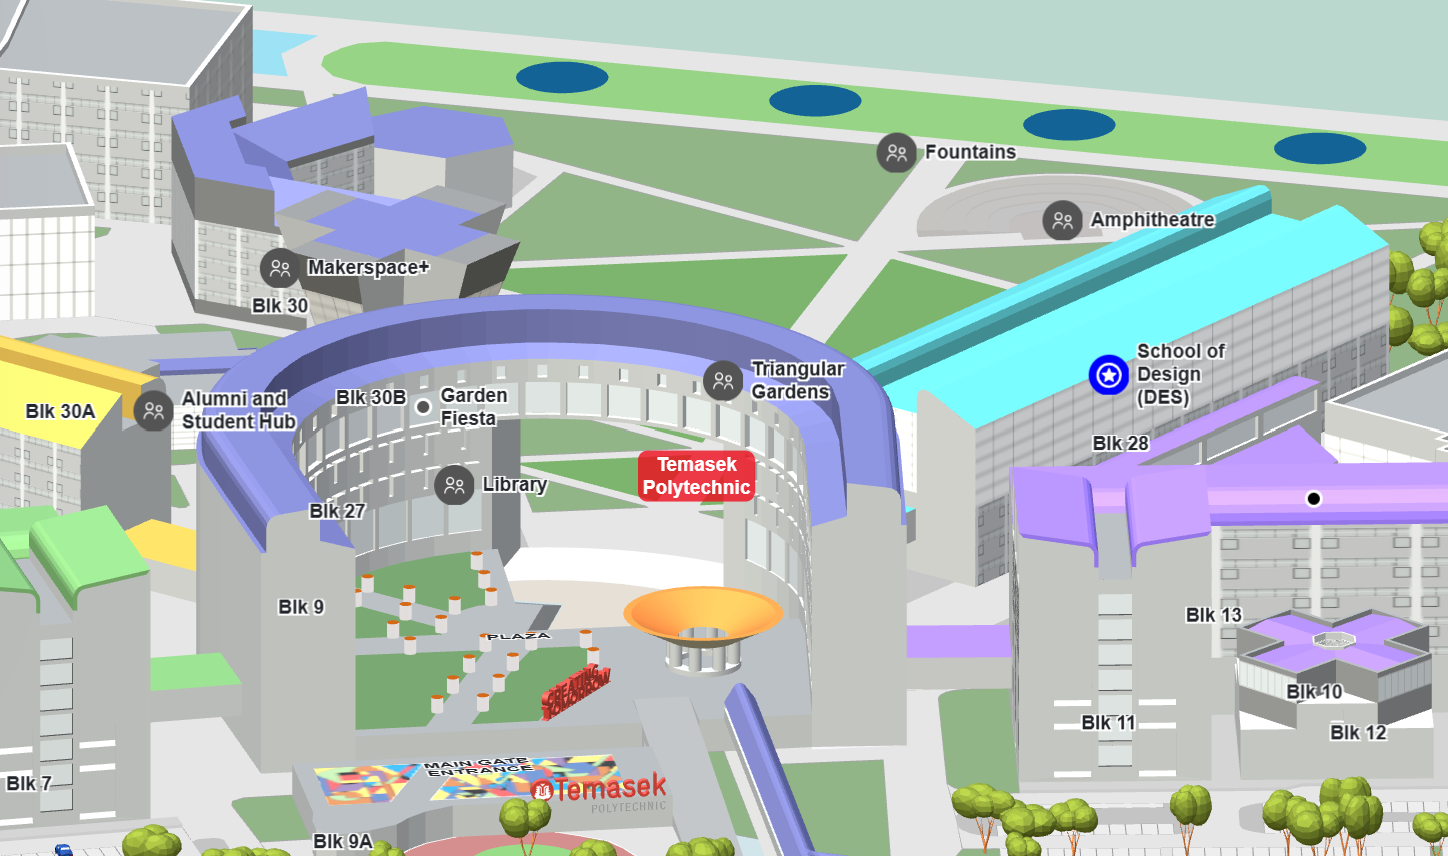 Fountains
Amphitheatre
Makerspace+
Blk 30
School of
Design
(DES)
Triangular
Gardens
Blk 30B
Garden
Fiesta
Alumni and
Student Hub
Blk 30A
Blk 28
Temasek
Polytechnic
Library
Blk 27
Blk 9
Blk 13
PLAZA
CREATING
TOMORROW
Blk 10
Blk 11
Blk 12
MAIN GATE
ENTRANCE
Blk 7
Temasek
POLYTECHNIC
Blk 9A